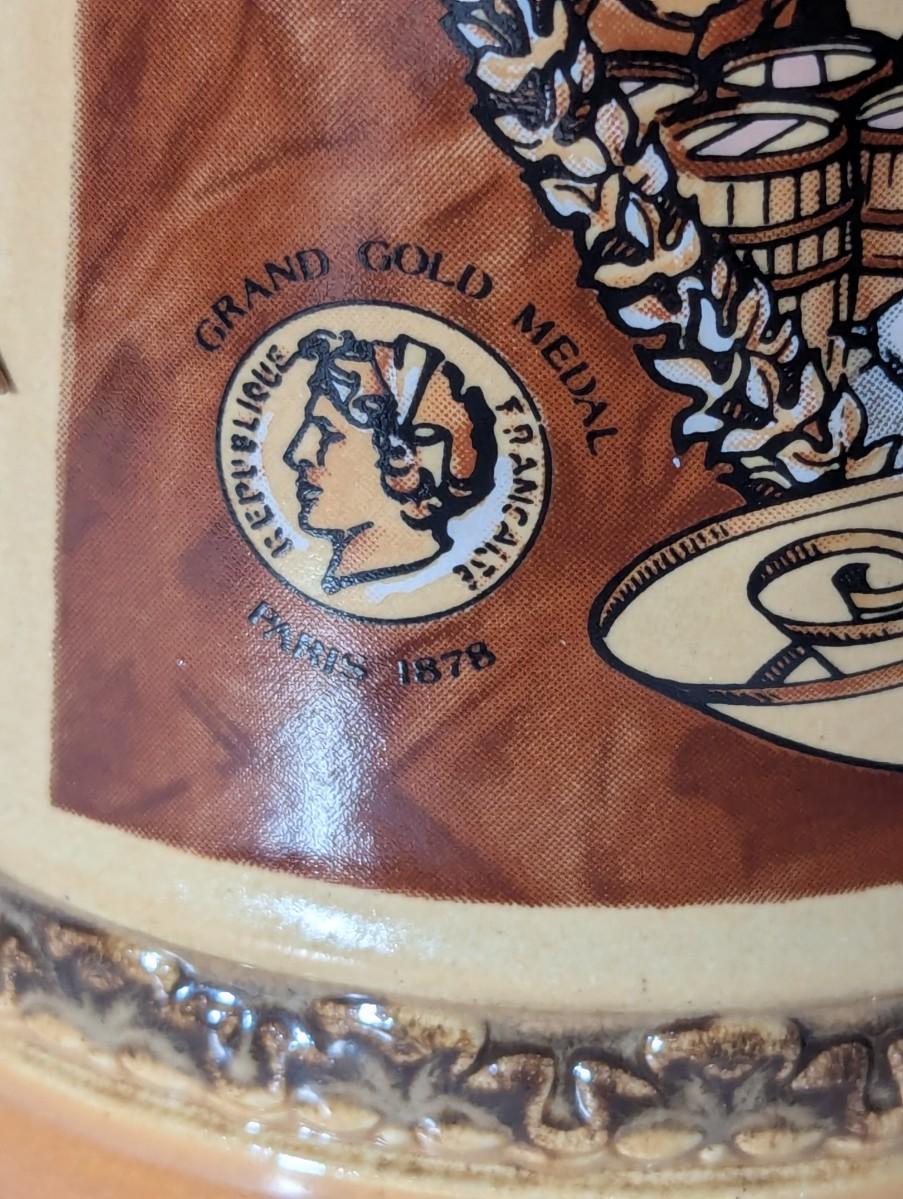 GRAND GOLD MEDAL
REPUBLIQUE FRANCAISE
PARIS 1878